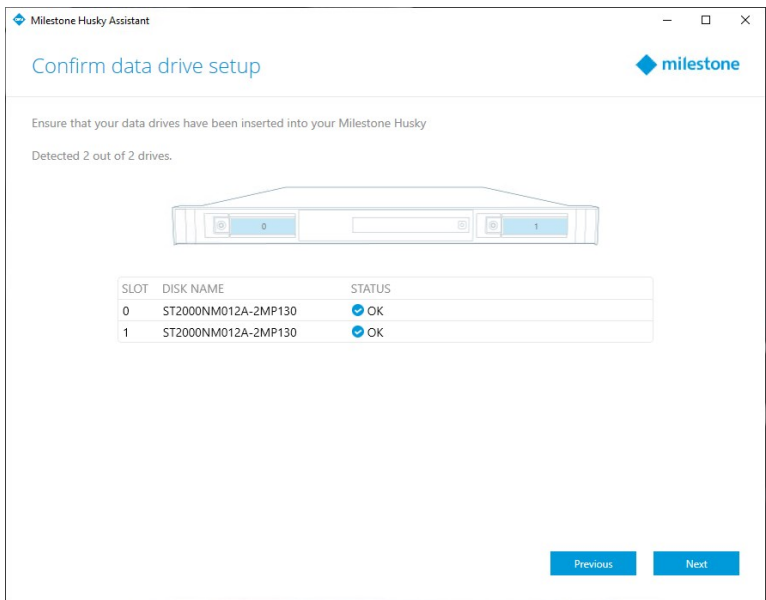 Milestone Husky Assistant
Confirm data drive setup
milestone
Ensure that your data drives have been inserted into your Milestone Husky
Detected 2 out of 2 drives.
0 1
SLOT DISK NAME STATUS
0 ST2000NM012A-2MP130 OK
1 ST2000NM012A-2MP130 OK
Previous Next